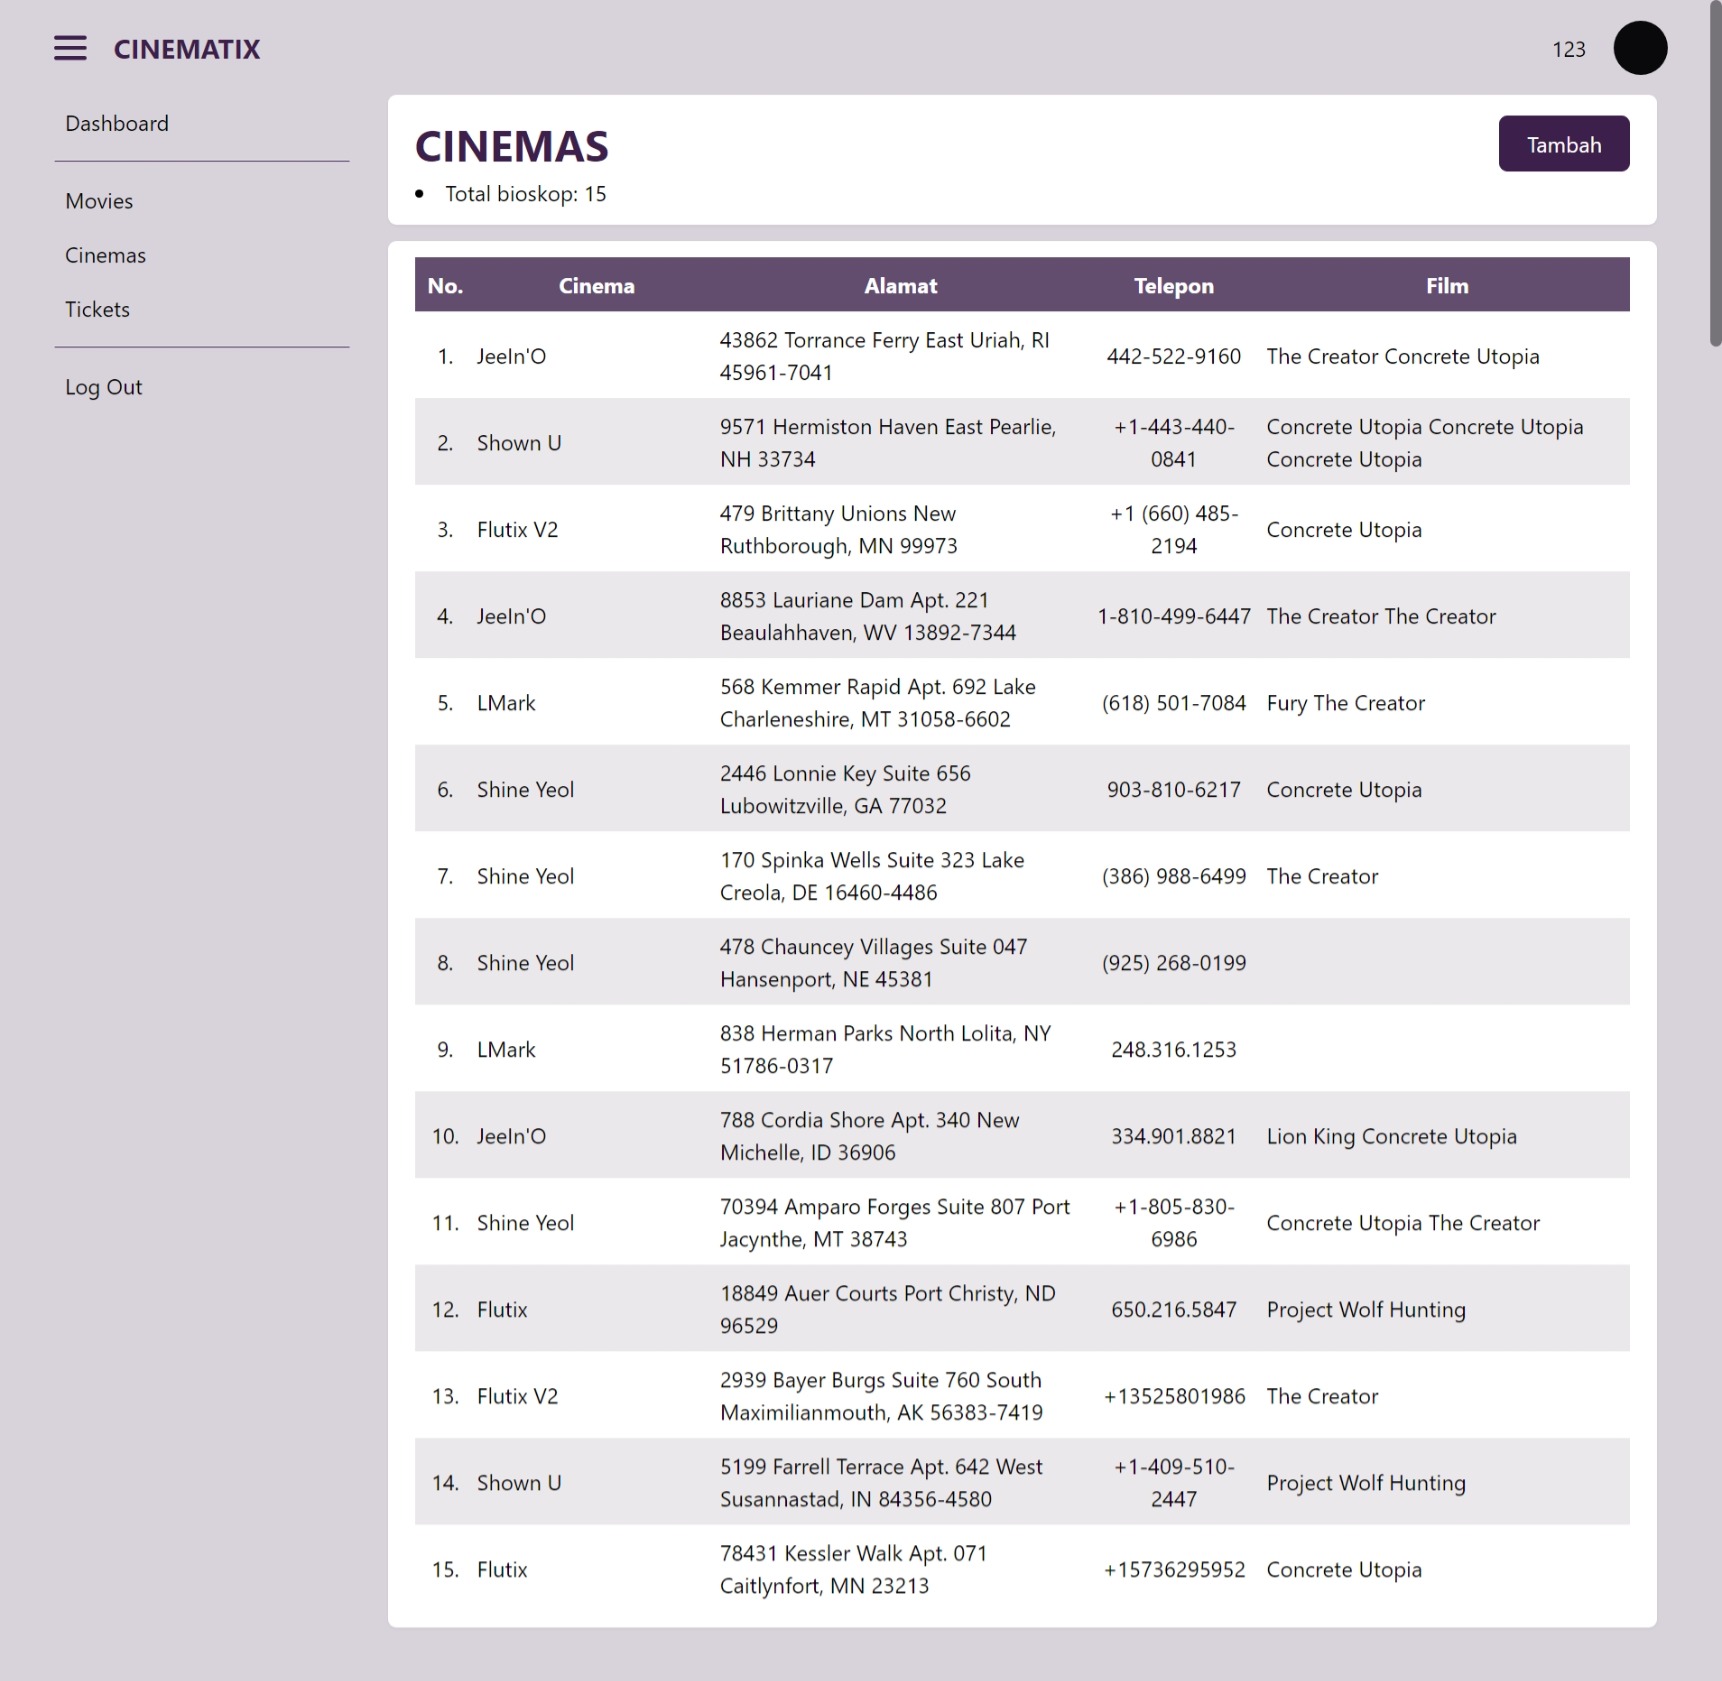 CINEMATIX
123
Dashboard
Movies
Cinemas
Tickets
Log Out
CINEMAS
Tambah
• Total bioskop: 15
No. Cinema Alamat Telepon Film
1. JeeIn'O 43862 Torrance Ferry East Uriah, RI 45961-7041 442-522-9160 The Creator Concrete Utopia
2. Shown U 9571 Hermiston Haven East Pearlie, NH 33734 +1-443-440-0841 Concrete Utopia Concrete Utopia Concrete Utopia
3. Flutix V2 479 Brittany Unions New Ruthborough, MN 99973 +1 (660) 485-2194 Concrete Utopia
4. JeeIn'O 8853 Lauriane Dam Apt. 221 Beaulahhaven, WV 13892-7344 1-810-499-6447 The Creator The Creator
5. LMark 568 Kemmer Rapid Apt. 692 Lake Charleneshire, MT 31058-6602 (618) 501-7084 Fury The Creator
6. Shine Yeol 2446 Lonnie Key Suite 656 Lubowitzville, GA 77032 903-810-6217 Concrete Utopia
7. Shine Yeol 170 Spinka Wells Suite 323 Lake Creola, DE 16460-4486 (386) 988-6499 The Creator
8. Shine Yeol 478 Chauncey Villages Suite 047 Hansenport, NE 45381 (925) 268-0199
9. LMark 838 Herman Parks North Lolita, NY 51786-0317 248.316.1253
10. JeeIn'O 788 Cordia Shore Apt. 340 New Michelle, ID 36906 334.901.8821 Lion King Concrete Utopia
11. Shine Yeol 70394 Amparo Forges Suite 807 Port Jacynthe, MT 38743 +1-805-830-6986 Concrete Utopia The Creator
12. Flutix 18849 Auer Courts Port Christy, ND 96529 650.216.5847 Project Wolf Hunting
13. Flutix V2 2939 Bayer Burgs Suite 760 South Maximilianmouth, AK 56383-7419 +13525801986 The Creator
14. Shown U 5199 Farrell Terrace Apt. 642 West Susannastad, IN 84356-4580 +1-409-510-2447 Project Wolf Hunting
15. Flutix 78431 Kessler Walk Apt. 071 Caitlynfort, MN 23213 +15736295952 Concrete Utopia